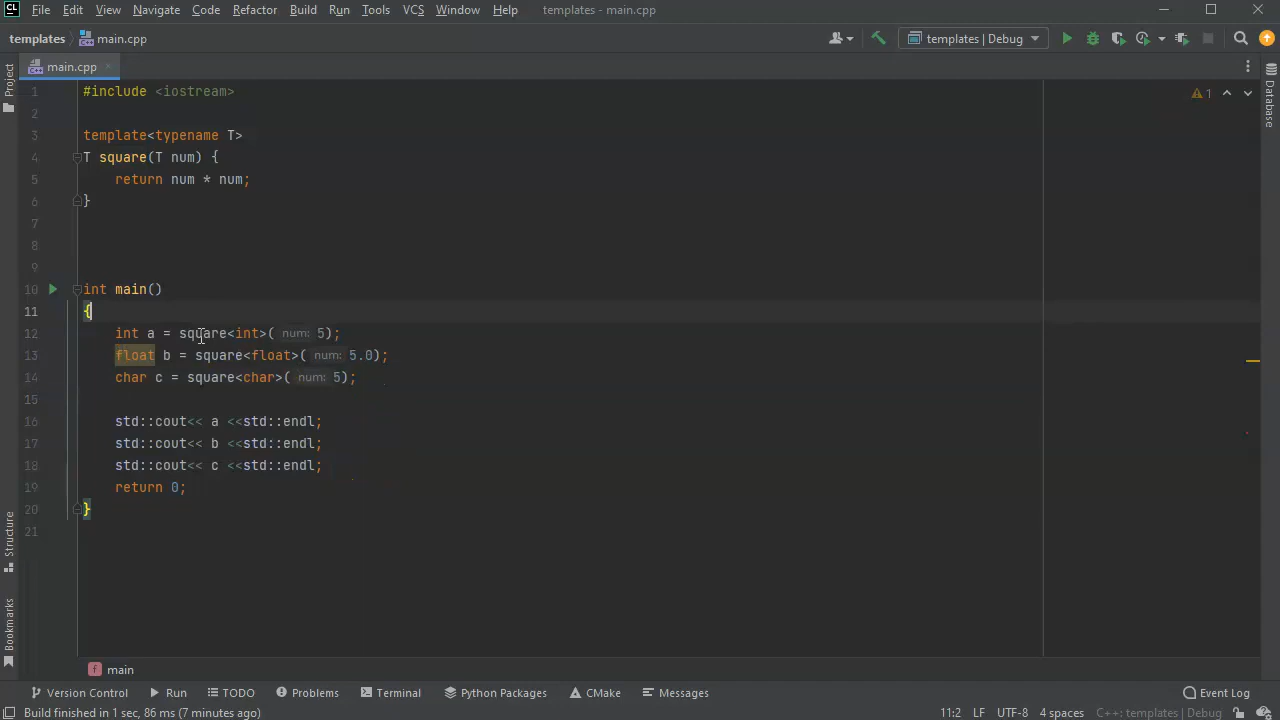 CL File Edit View Navigate Code Refactor Build Run Tools VCS Window Help templates - main.cpp
templates main.cpp templates | Debug
main.cpp
Project
Database
Structure
Bookmarks
1 #include <iostream>
1
2
3 template<typename T>
4 T square(T num) {
5 return num * num;
6 }
7
8
9
10 int main()
11 {
12 int a = square<int>( num: 5);
13 float b = square<float>( num: 5.0);
14 char c = square<char>( num: 5);
15
16 std::cout<< a <<std::endl;
17 std::cout<< b <<std::endl;
18 std::cout<< c <<std::endl;
19 return 0;
20 }
21
f main
Version Control Run TODO Problems Terminal Python Packages CMake Messages Event Log
Build finished in 1 sec, 86 ms (7 minutes ago) 11:2 LF UTF-8 4 spaces C++: templates | Debug